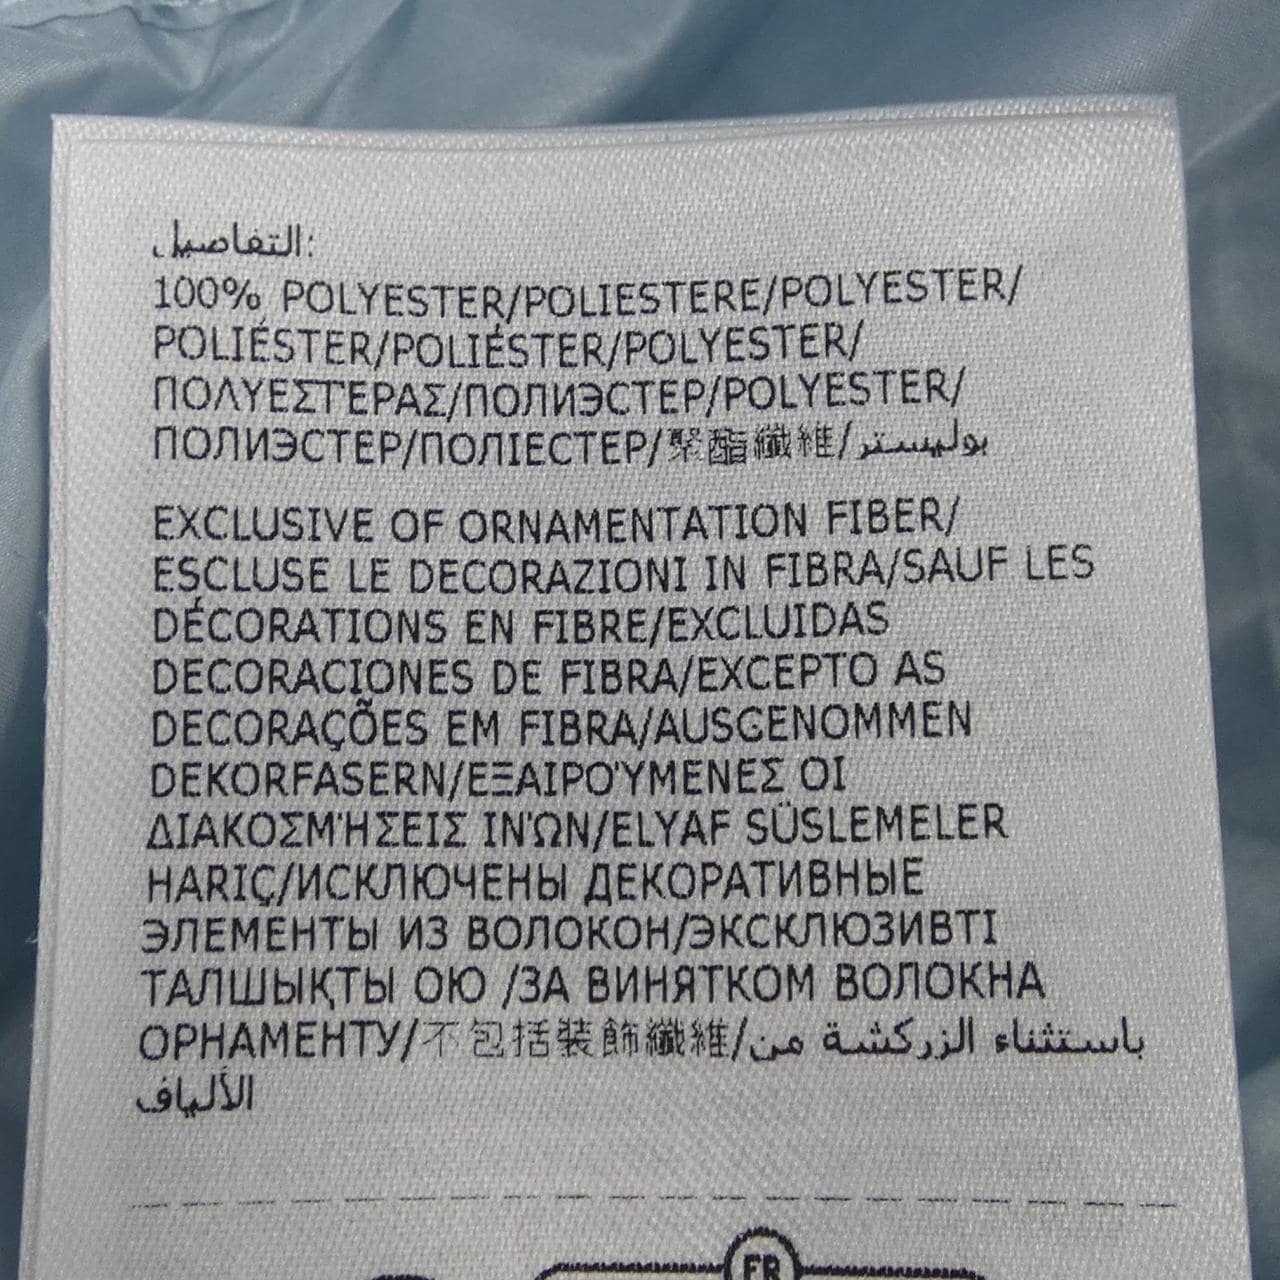 التفاصيل:
100% POLYESTER/POLIESTERE/POLYESTER/
POLIÉSTER/POLIÉSTER/POLYESTER/
ΠΟΛΥΕΣΤΕΡΑΣ/ПОЛИЭСТЕР/POLYESTER/
ПОЛИЭСТЕР/ПОЛІЕСТЕР/聚酯纖維/بوليستر
EXCLUSIVE OF ORNAMENTATION FIBER/
ESCLUSE LE DECORAZIONI IN FIBRA/SAUF LES
DÉCORATIONS EN FIBRE/EXCLUIDAS
DECORACIONES DE FIBRA/EXCEPTO AS
DECORAÇÕES EM FIBRA/AUSGENOMMEN
DEKORFASERN/ΕΞΑΙΡΟΎΜΕΝΕΣ ΟΙ
ΔΙΑΚΟΣΜΉΣΕΙΣ ΙΝΏΝ/ELYAF SÜSLEMELER
HARIÇ/ИСКЛЮЧЕНЫ ДЕКОРАТИВНЫЕ
ЭЛЕМЕНТЫ ИЗ ВОЛОКОН/ЭКСКЛЮЗИВТІ
ТАЛШЫҚТЫ ОЮ /ЗА ВИНЯТКОМ ВОЛОКНА
ОРНАМЕНТУ/不包括裝飾纖維/باستثناء الزركشة من
الألياف
FR